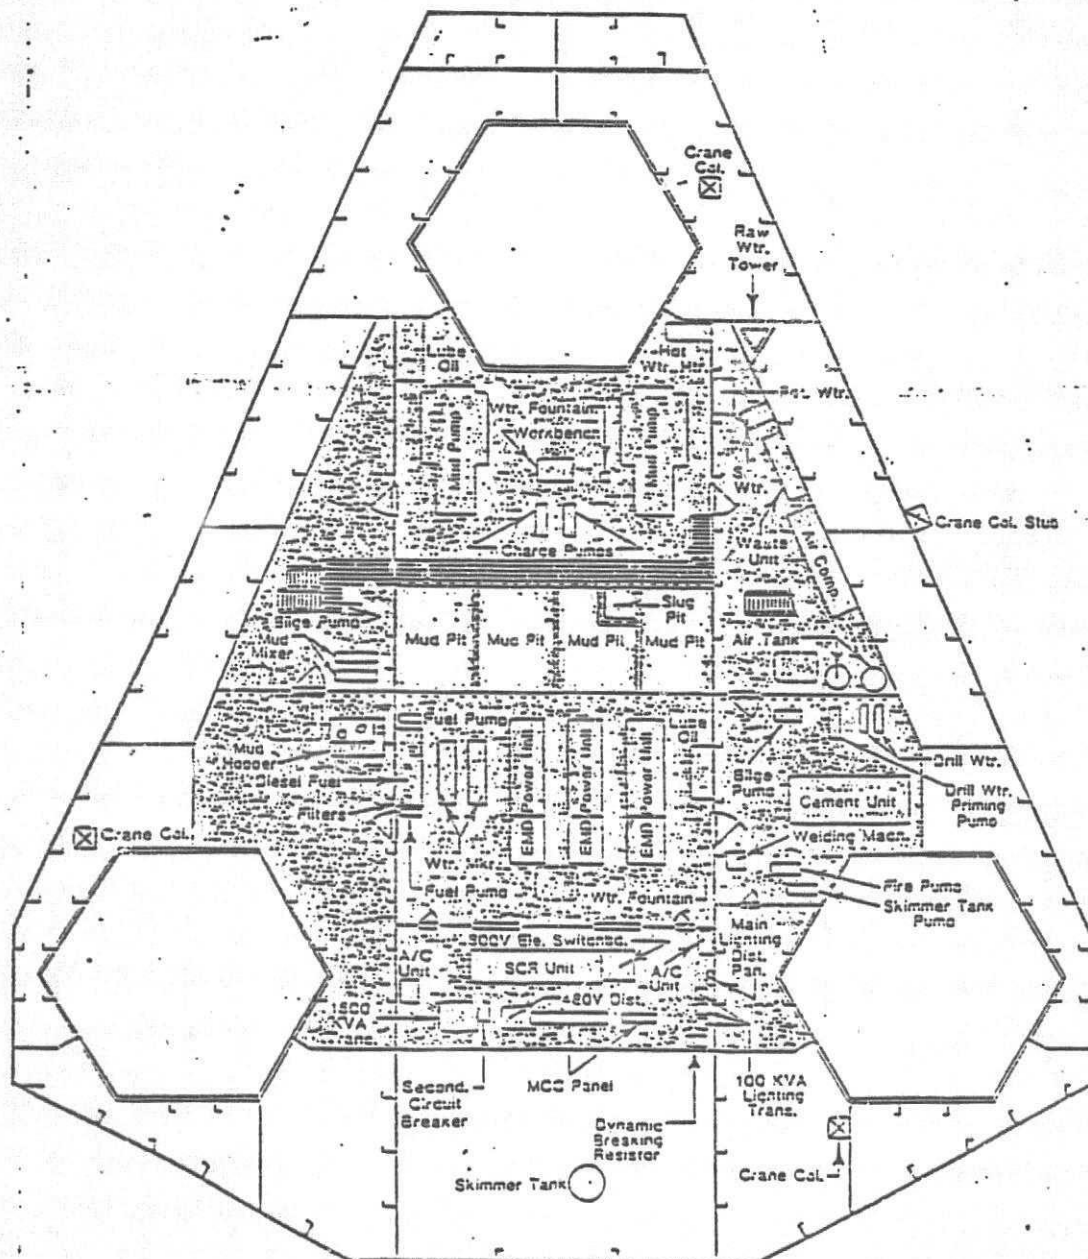 Crane
Col.
Raw
Wtr.
Tower
Lube
Oil
Hot
Wtr. Htr.
Pot. Wtr.
Wtr. Fountain
Workbench
Mud Pump
Mud Pump
S
Wtr.
Crane Col. Stub
Charge Pumps
Waste
Unit
Air Comp.
Slug
Pit
Bilge Pump
Mud
Mixer
Mud Pit
Mud Pit
Mud Pit
Mud Pit
Air Tank
Fuel Pump
Lube
Oil
Mud
Hopper
Diesel Fuel
Filters
EMD Power Unit
EMD Power Unit
EMD Power Unit
Bilge
Pump
Drill Wtr.
Drill Wtr.
Priming
Pump
Cement Unit
Welding Mach.
Crane Col.
Wtr. Mkr.
Fuel Pump
Wtr. Fountain
Fire Pump
Skimmer Tank
Pump
Main
Lighting
Dist.
Pan.
600V Ele. Switchbd.
A/C
Unit
SCR Unit
A/C
Unit
1500
KVA
Trans.
480V Dist.
Second.
Circuit
Breaker
MCC Panel
100 KVA
Lighting
Trans.
Dynamic
Breaking
Resistor
Skimmer Tank
Crane Col.